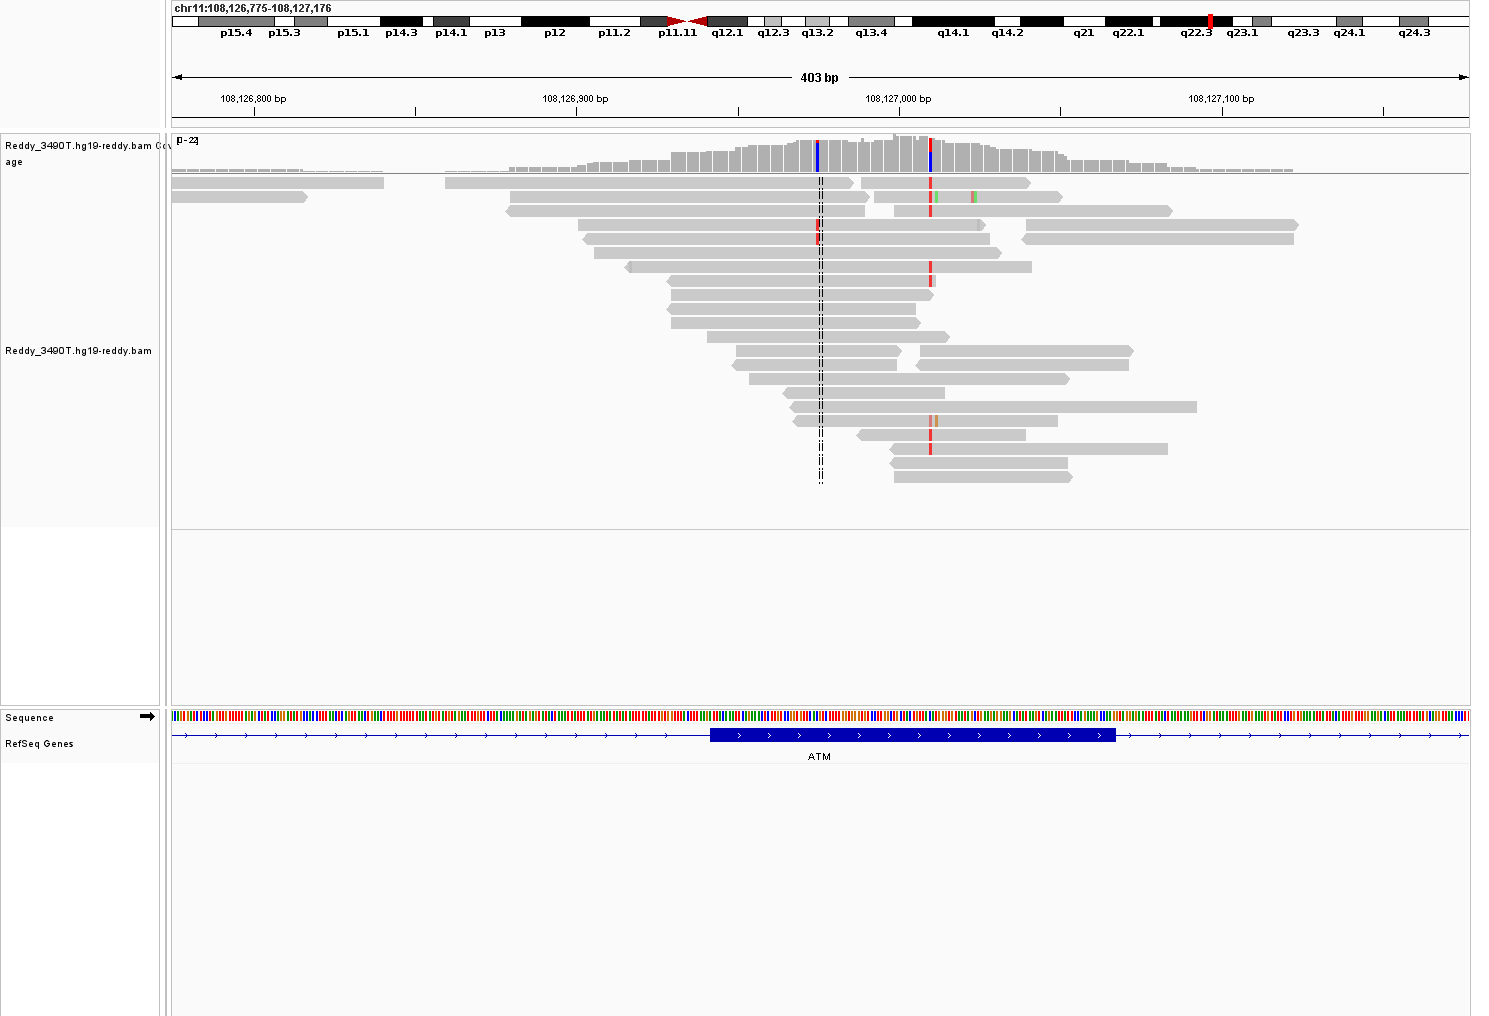 chr11:108,126,775-108,127,176
p15.4 p15.3 p15.1 p14.3 p14.1 p13 p12 p11.2 p11.11 q12.1 q12.3 q13.2 q13.4 q14.1 q14.2 q21 q22.1 q22.3 q23.1 q23.3 q24.1 q24.3
403 bp
108,126,800 bp 108,126,900 bp 108,127,000 bp 108,127,100 bp
[0-22]
Reddy_3490T.hg19-reddy.bam Cov
age
Reddy_3490T.hg19-reddy.bam
Sequence
RefSeq Genes
ATM